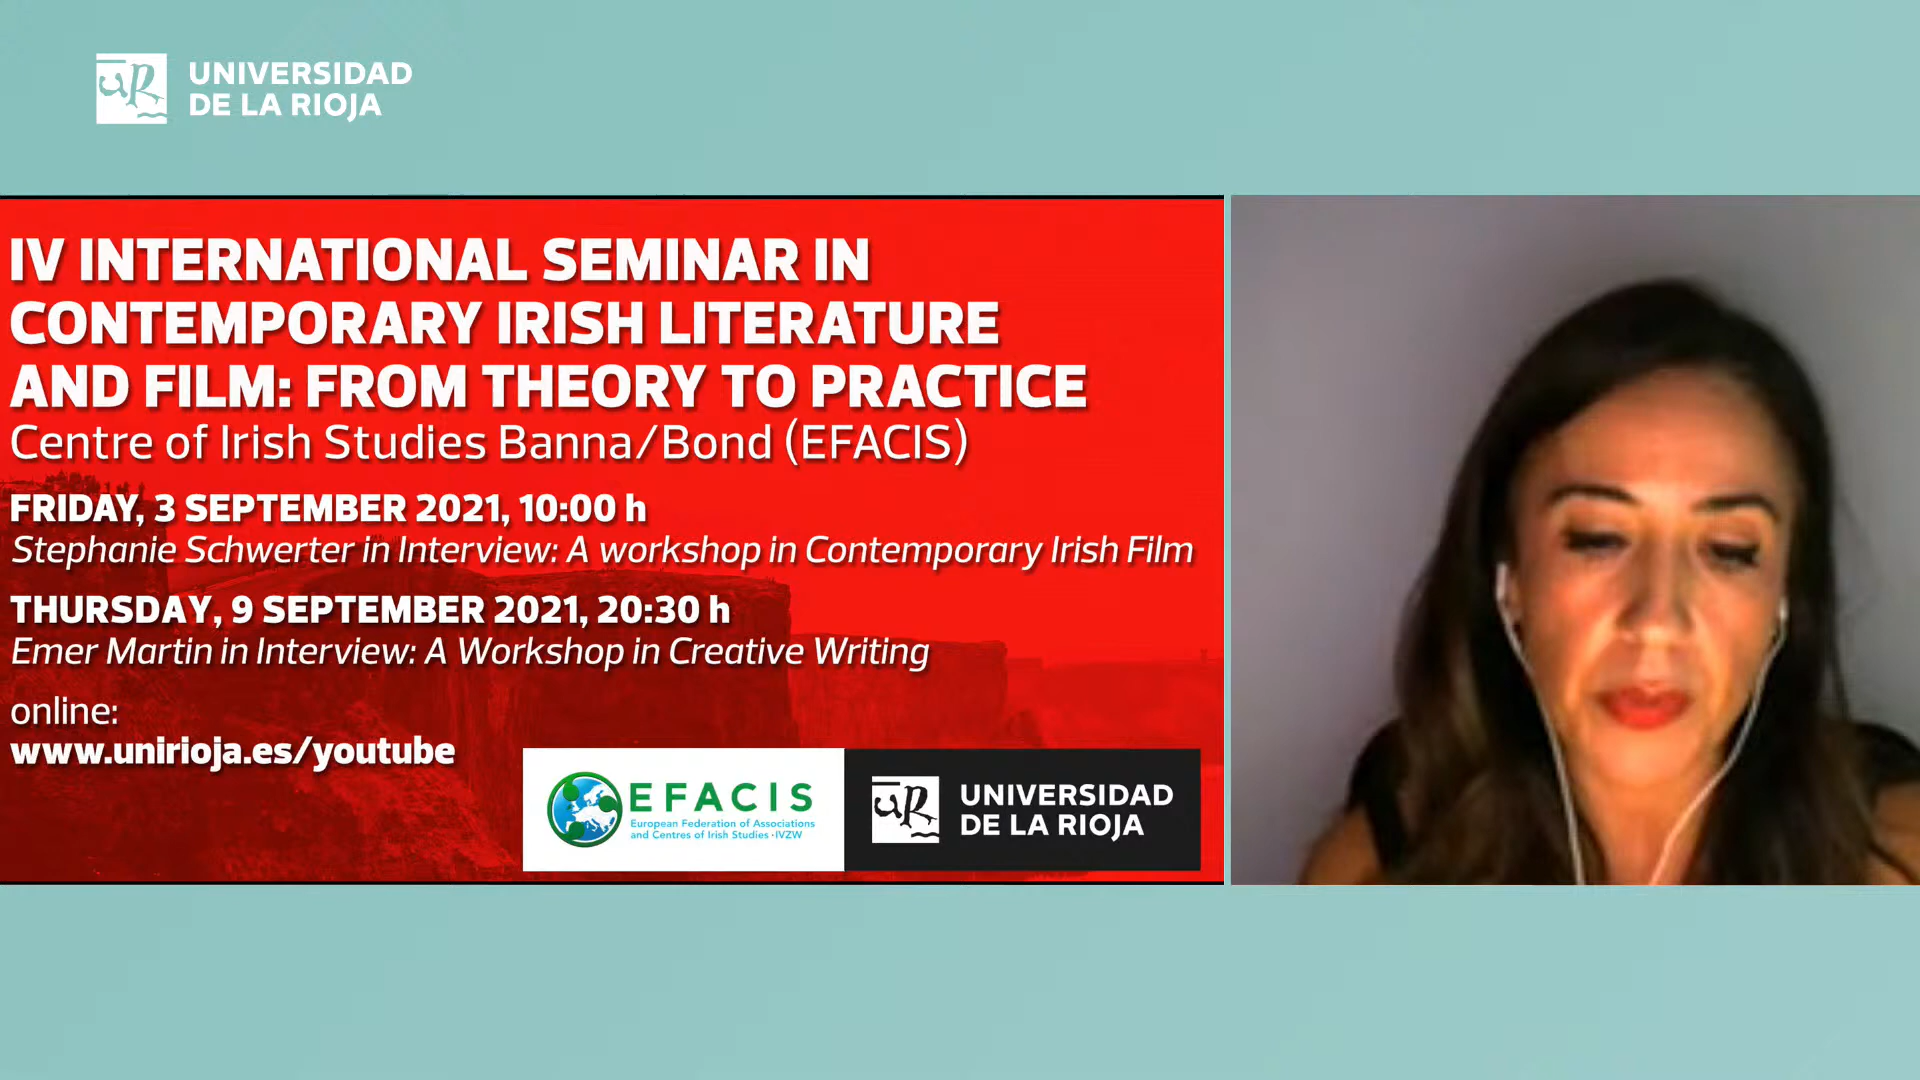 UNIVERSIDAD
DE LA RIOJA
IV INTERNATIONAL SEMINAR IN
CONTEMPORARY IRISH LITERATURE
AND FILM: FROM THEORY TO PRACTICE
Centre of Irish Studies Banna/Bond (EFACIS)
FRIDAY, 3 SEPTEMBER 2021, 10:00 h
Stephanie Schwerter in Interview: A workshop in Contemporary Irish Film
THURSDAY, 9 SEPTEMBER 2021, 20:30 h
Emer Martin in Interview: A Workshop in Creative Writing
online:
www.unirioja.es/youtube
EFACIS
European Federation of Associations
and Centres of Irish Studies · IVZW
UR
UNIVERSIDAD
DE LA RIOJA